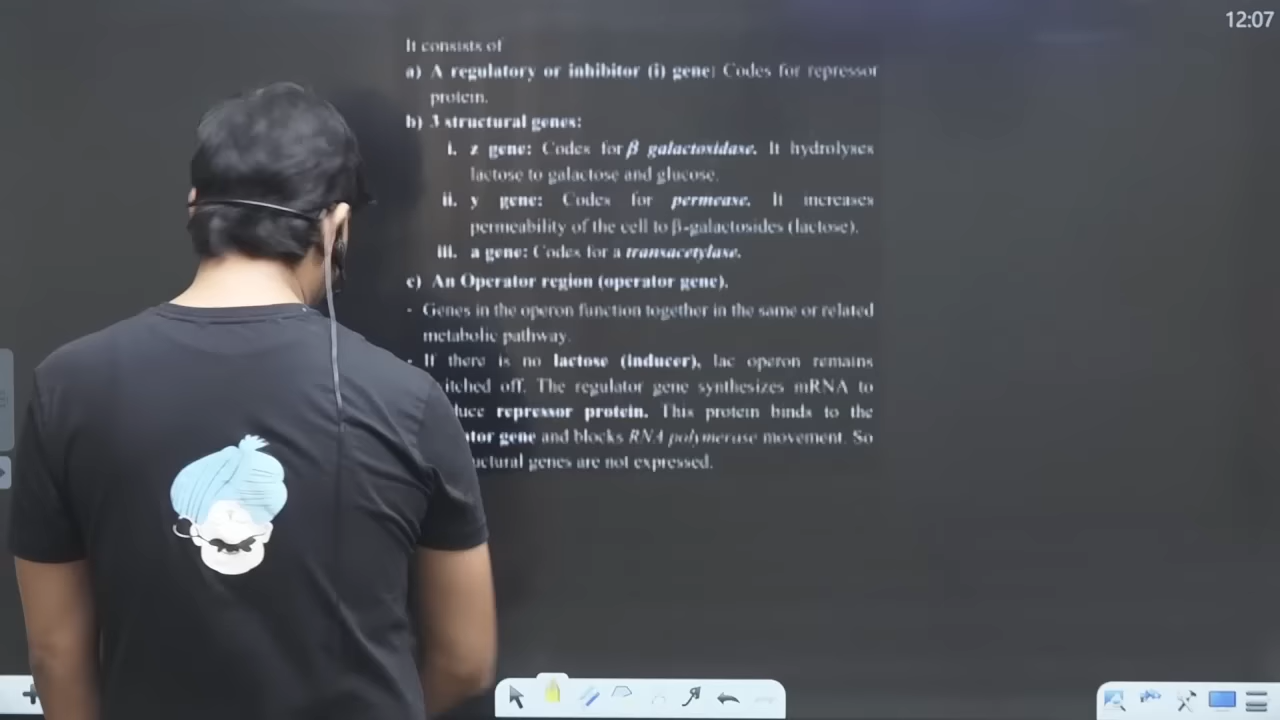 12:07
It consists of
a) A regulatory or inhibitor (i) gene: Codes for repressor
protein.
b) 3 structural genes:
i. z gene: Codes for β galactosidase. It hydrolyses
lactose to galactose and glucose.
ii. y gene: Codes for permease. It increases
permeability of the cell to β-galactosides (lactose).
iii. a gene: Codes for a transacetylase.
c) An Operator region (operator gene).
- Genes in the operon function together in the same or related
metabolic pathway.
- If there is no lactose (inducer), lac operon remains
itched off. The regulator gene synthesizes mRNA to
duce repressor protein. This protein binds to the
ator gene and blocks RNA polymerase movement. So
uctural genes are not expressed.